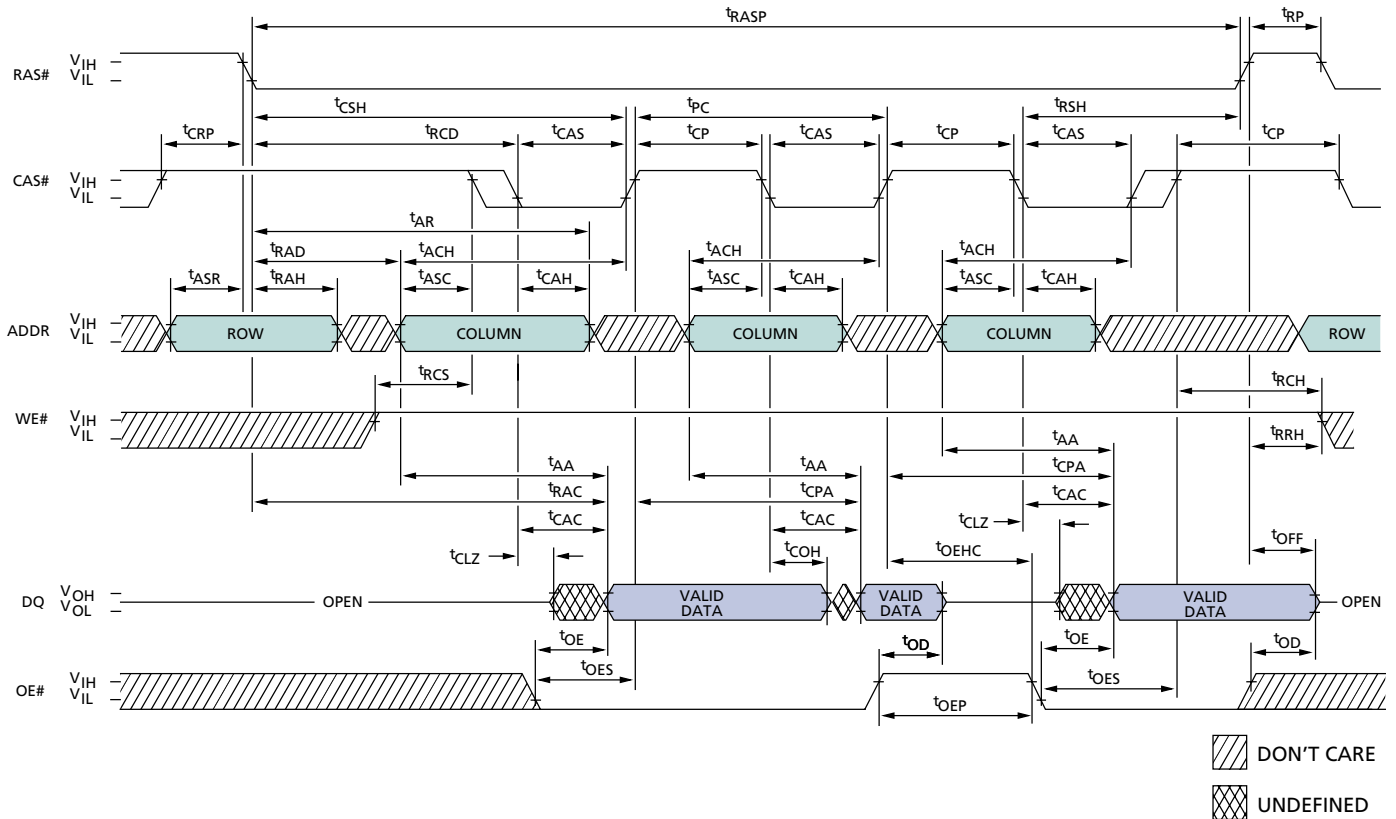 tRASP tRP
RAS# VIH
VIL
tCSH tPC tRSH
tCRP tRCD tCAS tCP tCAS tCP tCAS tCP
CAS# VIH
VIL
tAR
tRAD tACH tACH tACH
tASR tRAH tASC tCAH tASC tCAH tASC tCAH
ADDR VIH
VIL
ROW COLUMN COLUMN COLUMN ROW
tRCS tRCH
WE# VIH
VIL
tRRH
tAA tAA tAA
tRAC tCPA tCPA
tCAC tCAC tCAC
tCLZ tCOH tOEHC tCLZ tOFF
DQ VOH
VOL
OPEN VALID DATA VALID DATA VALID DATA OPEN
tOE tOD tOE tOD
tOES tOES
OE# VIH
VIL
tOEP
DON'T CARE
UNDEFINED